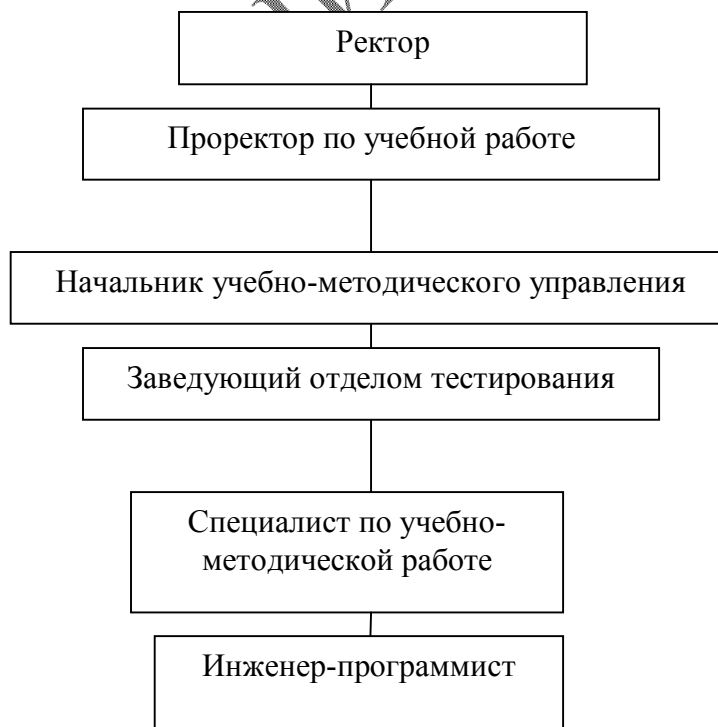 Ректор
Проректор по учебной работе
Начальник учебно-методического управления
Заведующий отделом тестирования
Специалист по учебно-
методической работе
Инженер-программист